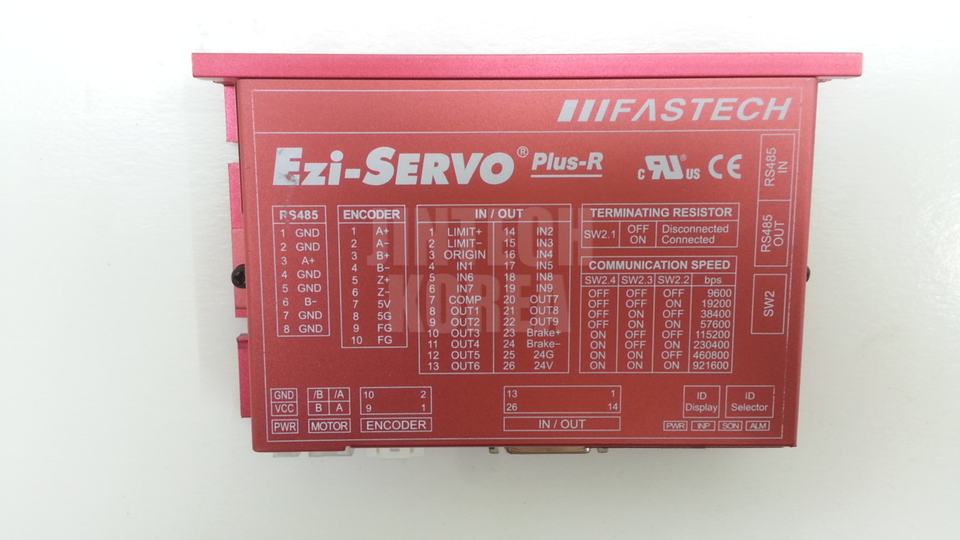 FASTECH
Ezi-SERVO® Plus-R
c RU us CE
RS485 IN
RS485 OUT
SW2
RS485
1 GND
2 GND
3 A+
4 GND
5 GND
6 B-
7 GND
8 GND
ENCODER
1 A+
2 A-
3 B+
4 B-
5 Z+
6 Z-
7 5V
8 5G
9 FG
10 FG
IN / OUT
1 LIMIT+ 14 IN2
2 LIMIT- 15 IN3
3 ORIGIN 16 IN4
4 IN1 17 IN5
5 IN6 18 IN8
6 IN7 19 IN9
7 COMP 20 OUT7
8 OUT1 21 OUT8
9 OUT2 22 OUT9
10 OUT3 23 Brake+
11 OUT4 24 Brake-
12 OUT5 25 24G
13 OUT6 26 24V
TERMINATING RESISTOR
SW2.1 OFF Disconnected
ON Connected
COMMUNICATION SPEED
SW2.4 SW2.3 SW2.2 bps
OFF OFF OFF 9600
OFF OFF ON 19200
OFF ON OFF 38400
OFF ON ON 57600
ON OFF OFF 115200
ON OFF ON 230400
ON ON OFF 460800
ON ON ON 921600
JINTECH
KOREA
GND /B /A 10 2 13 1
VCC B A 9 1 26 14
PWR MOTOR ENCODER IN / OUT
ID Display
ID Selector
PWR INP SON ALM